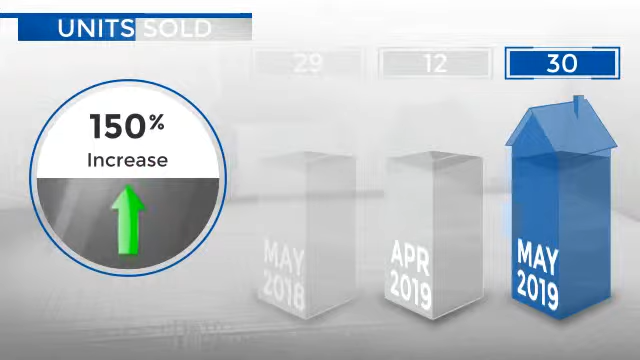 UNITS SOLD
29
12
30
150%
Increase
MAY
2018
APR
2019
MAY
2019